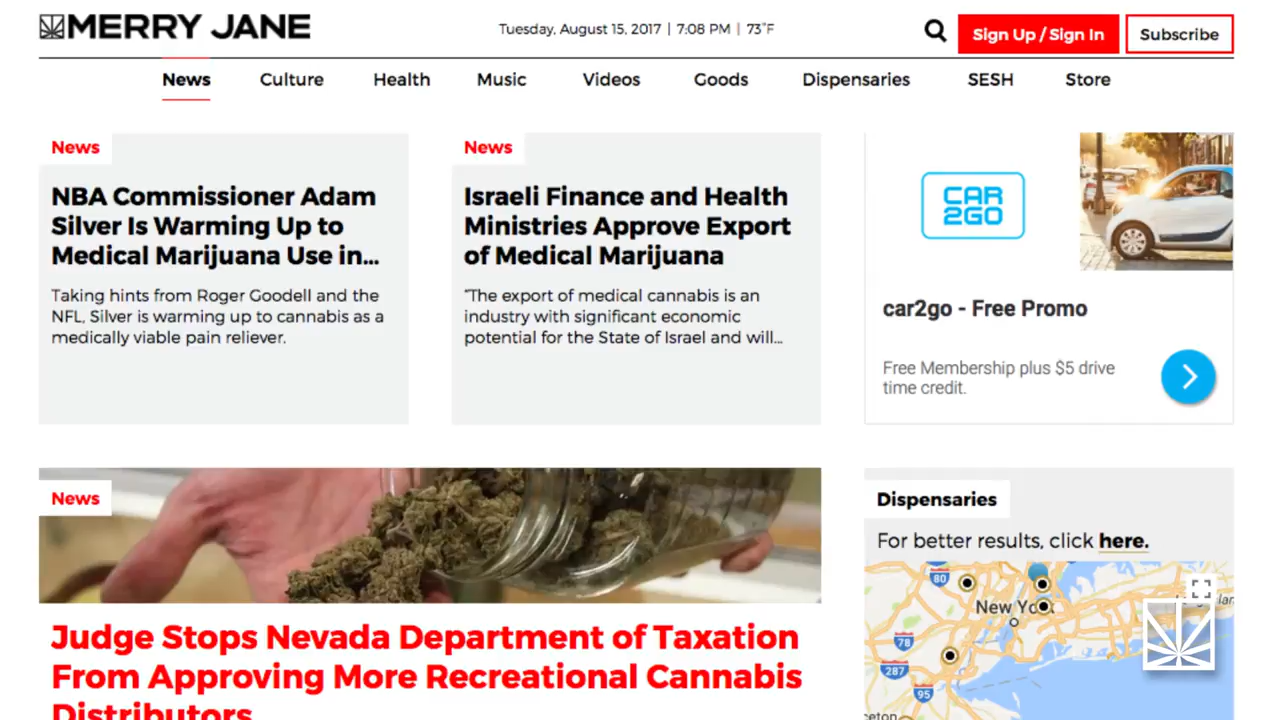 MERRY JANE
Tuesday, August 15, 2017 | 7:08 PM | 73°F
Sign Up / Sign In
Subscribe
News
Culture
Health
Music
Videos
Goods
Dispensaries
SESH
Store
News
NBA Commissioner Adam
Silver Is Warming Up to
Medical Marijuana Use in...
Taking hints from Roger Goodell and the
NFL, Silver is warming up to cannabis as a
medically viable pain reliever.
News
Israeli Finance and Health
Ministries Approve Export
of Medical Marijuana
"The export of medical cannabis is an
industry with significant economic
potential for the State of Israel and will...
CAR
2GO
car2go - Free Promo
Free Membership plus $5 drive
time credit.
News
Judge Stops Nevada Department of Taxation
From Approving More Recreational Cannabis
Distributors
Dispensaries
For better results, click here.
80
New Yo
78
287
95